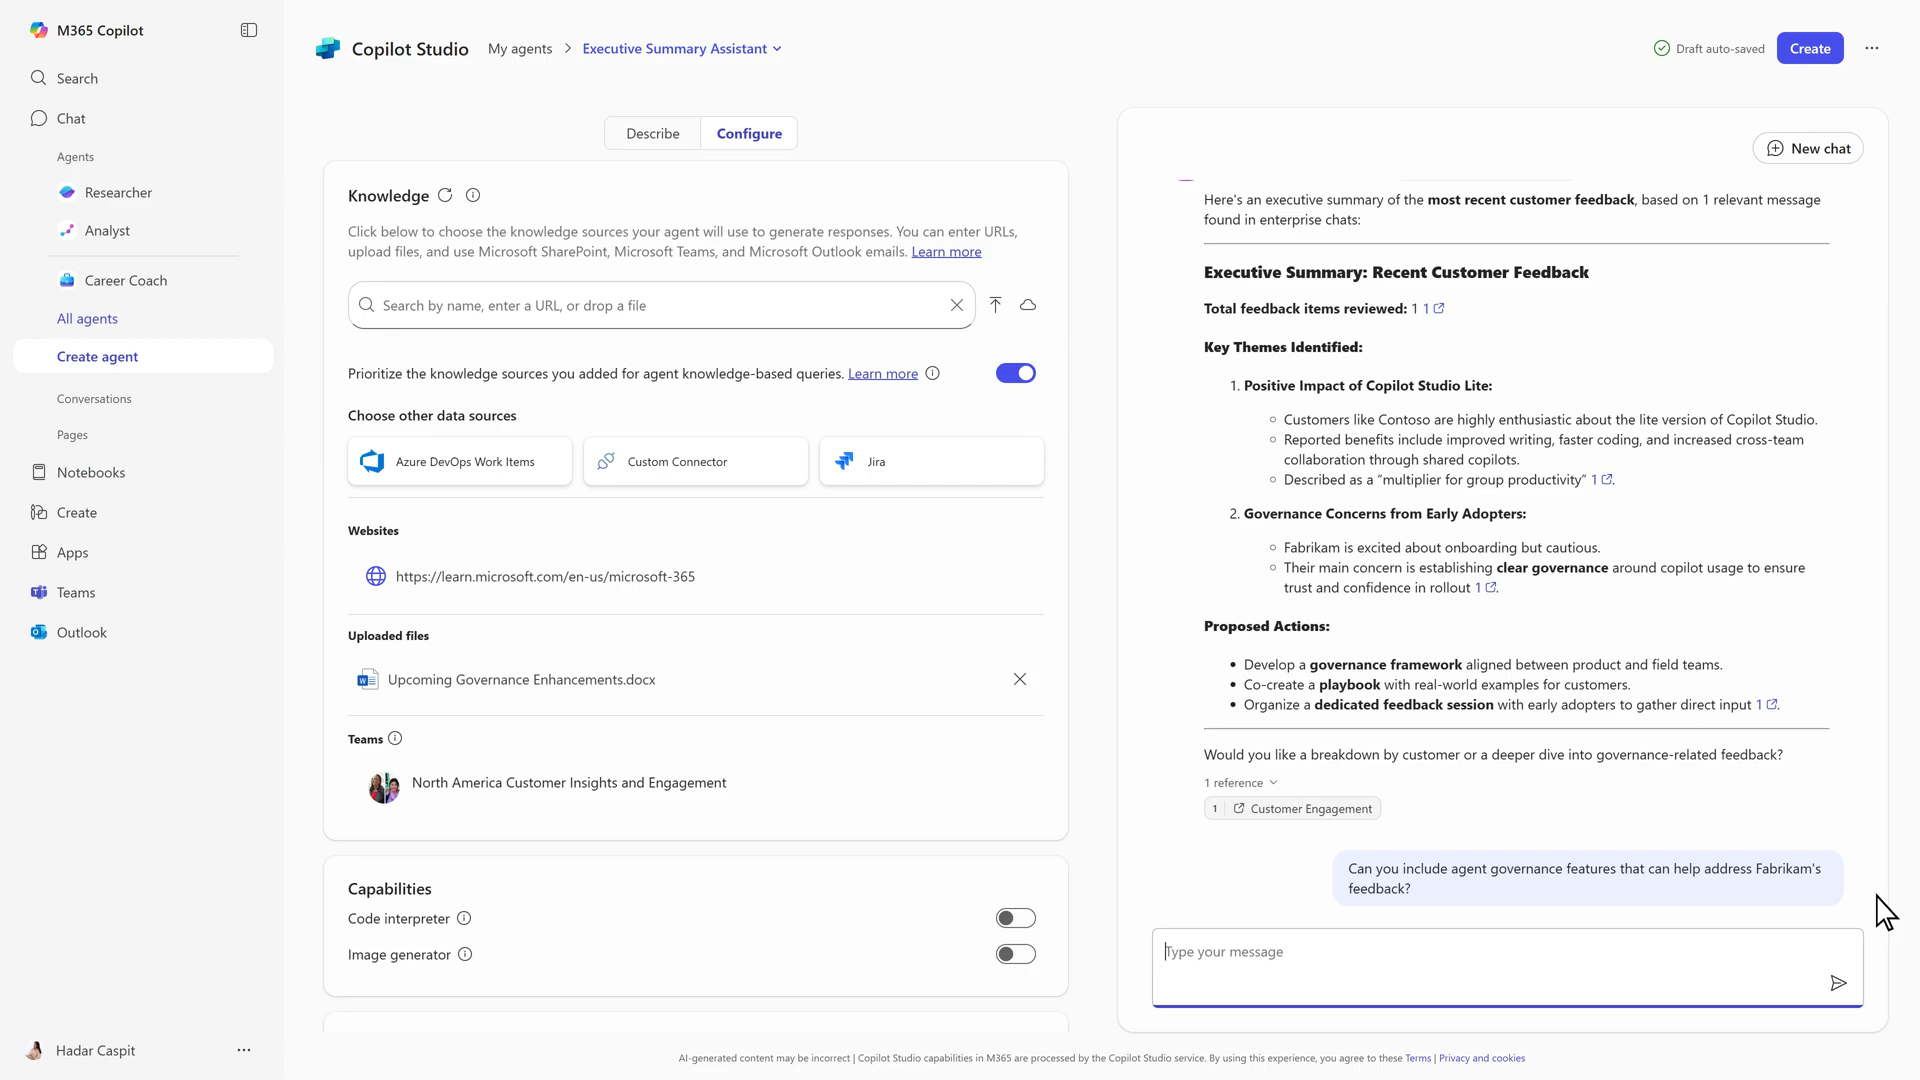 M365 Copilot
Search
Chat
Agents
Researcher
Analyst
Career Coach
All agents
Create agent
Conversations
Pages
Notebooks
Create
Apps
Teams
Outlook
Hadar Caspit
Copilot Studio
My agents
Executive Summary Assistant
Draft auto-saved
Create
Describe
Configure
Knowledge
Click below to choose the knowledge sources your agent will use to generate responses. You can enter URLs,
upload files, and use Microsoft SharePoint, Microsoft Teams, and Microsoft Outlook emails. Learn more
Search by name, enter a URL, or drop a file
Prioritize the knowledge sources you added for agent knowledge-based queries. Learn more
Choose other data sources
Azure DevOps Work Items
Custom Connector
Jira
Websites
https://learn.microsoft.com/en-us/microsoft-365
Uploaded files
Upcoming Governance Enhancements.docx
Teams
North America Customer Insights and Engagement
Capabilities
Code interpreter
Image generator
New chat
Here's an executive summary of the most recent customer feedback, based on 1 relevant message
found in enterprise chats:
Executive Summary: Recent Customer Feedback
Total feedback items reviewed: 1 1
Key Themes Identified:
1. Positive Impact of Copilot Studio Lite:
Customers like Contoso are highly enthusiastic about the lite version of Copilot Studio.
Reported benefits include improved writing, faster coding, and increased cross-team
collaboration through shared copilots.
Described as a “multiplier for group productivity” 1.
2. Governance Concerns from Early Adopters:
Fabrikam is excited about onboarding but cautious.
Their main concern is establishing clear governance around copilot usage to ensure
trust and confidence in rollout 1.
Proposed Actions:
• Develop a governance framework aligned between product and field teams.
• Co-create a playbook with real-world examples for customers.
• Organize a dedicated feedback session with early adopters to gather direct input 1.
Would you like a breakdown by customer or a deeper dive into governance-related feedback?
1 reference
1 Customer Engagement
Can you include agent governance features that can help address Fabrikam's
feedback?
Type your message
AI-generated content may be incorrect | Copilot Studio capabilities in M365 are processed by the Copilot Studio service. By using this experience, you agree to these Terms | Privacy and cookies